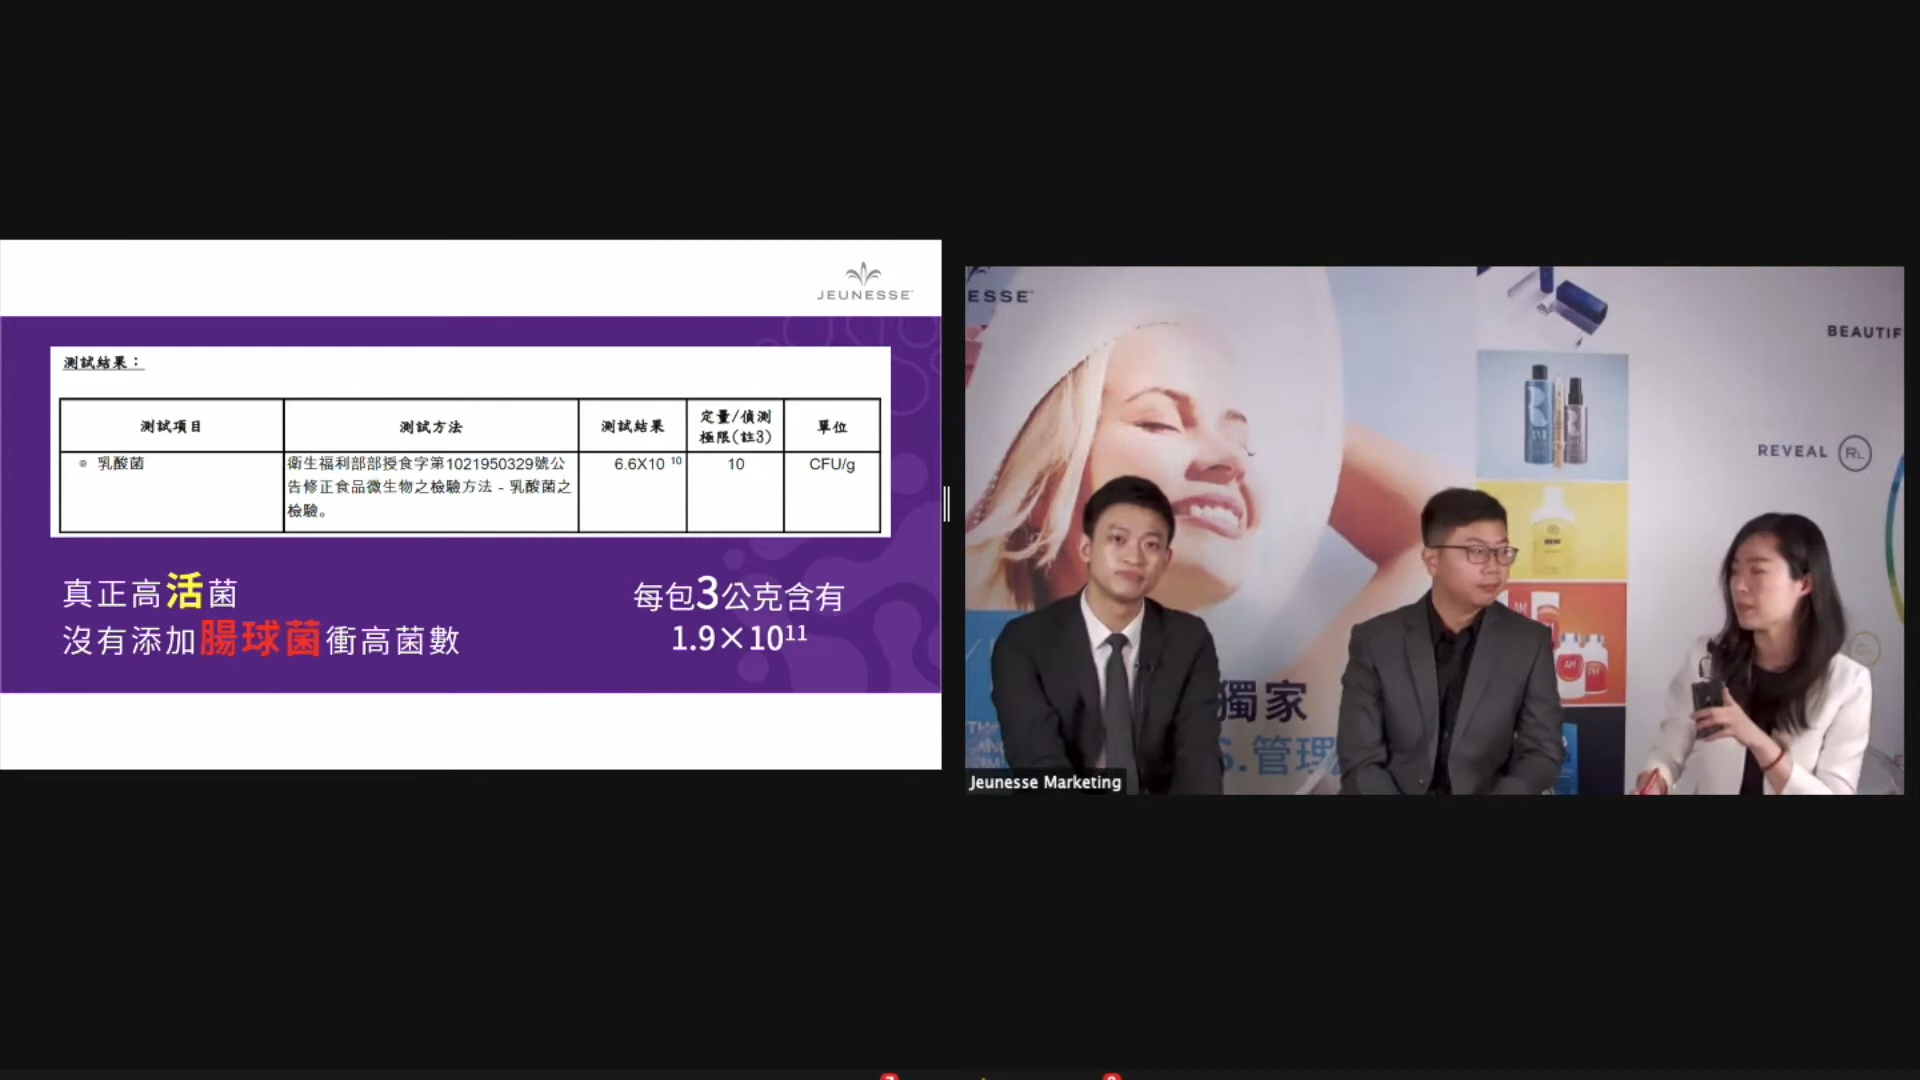 JEUNESSE
測試結果：
測試項目
測試方法
測試結果
定量/偵測
極限(註3)
單位
乳酸菌
衛生福利部部授食字第1021950329號公
告修正食品微生物之檢驗方法－乳酸菌之
檢驗。
6.6X10 10
10
CFU/g
真正高活菌
沒有添加腸球菌衝高菌數
每包3公克含有
1.9×10¹¹
ESSE
BEAUTIF
REVEAL
獨家
S.管理
AM
AM
PM
Jeunesse Marketing